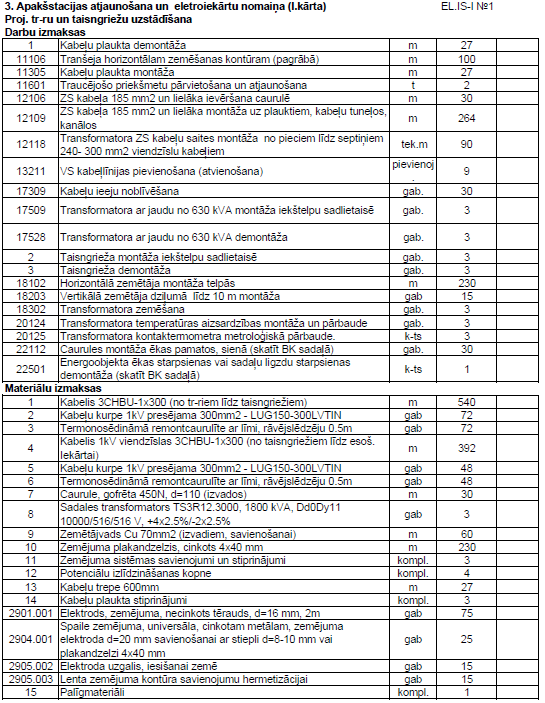 3. Apakšstacijas atjaunošana un eletroiekārtu nomaiņa (I.kārta) EL.IS-I №1
Proj. tr-ru un taisngriežu uzstādīšana
Darbu izmaksas
1 Kabeļu plaukta demontāža m 27
11106 Tranšeja horizontālam zemēšanas kontūram (pagrābā) m 100
11305 Kabeļu plaukta montāža m 27
11601 Traucējošo priekšmetu pārvietošana un atjaunošana t 2
12106 ZS kabeļa 185 mm2 un lielāka ievēršana caurulē m 30
12109 ZS kabeļa 185 mm2 un lielāka montāža uz plauktiem, kabeļu tuneļos, kanālos m 264
12118 Transformatora ZS kabeļu saites montāža no pieciem līdz septiņiem 240- 300 mm2 viendzīslu kabeļiem tek.m 90
13211 VS kabeļļīnijas pievienošana (atvienošana) pievienoj. 9
17309 Kabeļu ieeju noblīvēšana gab. 30
17509 Transformatora ar jaudu no 630 kVA montāža iekštelpu sadlietaisē gab. 3
17528 Transformatora ar jaudu no 630 kVA demontāža gab. 3
2 Taisngrieža montāža iekštelpu sadlietaisē gab. 3
3 Taisngrieža demontāža gab. 3
18102 Horizontālā zemētāja montāža telpās m 230
18203 Vertikālā zemētāja dziļumā līdz 10 m montāža gab 15
18302 Transformatora zemēšana gab. 3
20124 Transformatora temperatūras aizsardzības montāža un pārbaude gab. 3
20125 Transformatora kontaktermometra metroloģiskā pārbaude. k-ts 3
22112 Caurules montāža ēkas pamatos, sienā (skatīt BK sadaļā) gab. 30
22501 Energoobjekta ēkas starpsienas vai sadaļu ligzdu starpsienas demontāža (skatīt BK sadaļā) k-ts 1
Materiālu izmaksas
1 Kabelis 3CHBU-1x300 (no tr-riem līdz taisngriežiem) m 540
2 Kabeļu kurpe 1kV presējama 300mm2 - LUG150-300LVTIN gab 72
3 Termonosēdināmā remontcaurulīte ar līmi, rāvējslēdzēju 0.5m gab 72
4 Kabelis 1kV viendzīslas 3CHBU-1x300 (no taisngriežiem līdz esoš. Iekārtai) m 392
5 Kabeļu kurpe 1kV presējama 300mm2 - LUG150-300LVTIN gab 48
6 Termonosēdināmā remontcaurulīte ar līmi, rāvējslēdzēju 0.5m gab 48
7 Caurule, gofrēta 450N, d=110 (izvados) m 30
8 Sadales transformators TS3R12.3000, 1800 kVA, Dd0Dy11 10000/516/516 V, +4x2.5%/-2x2.5% gab 3
9 Zemētājvads Cu 70mm2 (izvadiem, savienošanai) m 60
10 Zemējuma plakandzelzis, cinkots 4x40 mm m 230
11 Zemējuma sistēmas savienojumi un stiprinājumi kompl. 3
12 Potenciālu izlīdzināšanas kopne kompl. 4
13 Kabeļu trepe 600mm m 27
14 Kabeļu plaukta stiprinājumi kompl. 3
2901.001 Elektrods, zemējuma, necinkots tērauds, d=16 mm, 2m gab 75
2904.001 Spaile zemējuma, universāla, cinkotam metālam, zemējuma elektroda d=20 mm savienošanai ar stiepli d=8-10 mm vai plakandzelzi 4x40 mm gab 25
2905.002 Elektroda uzgalis, iesišanai zemē gab 15
2905.003 Lenta zemējuma kontūra savienojumu hermetizācijai gab 15
15 Palīgmateriāli kompl. 1